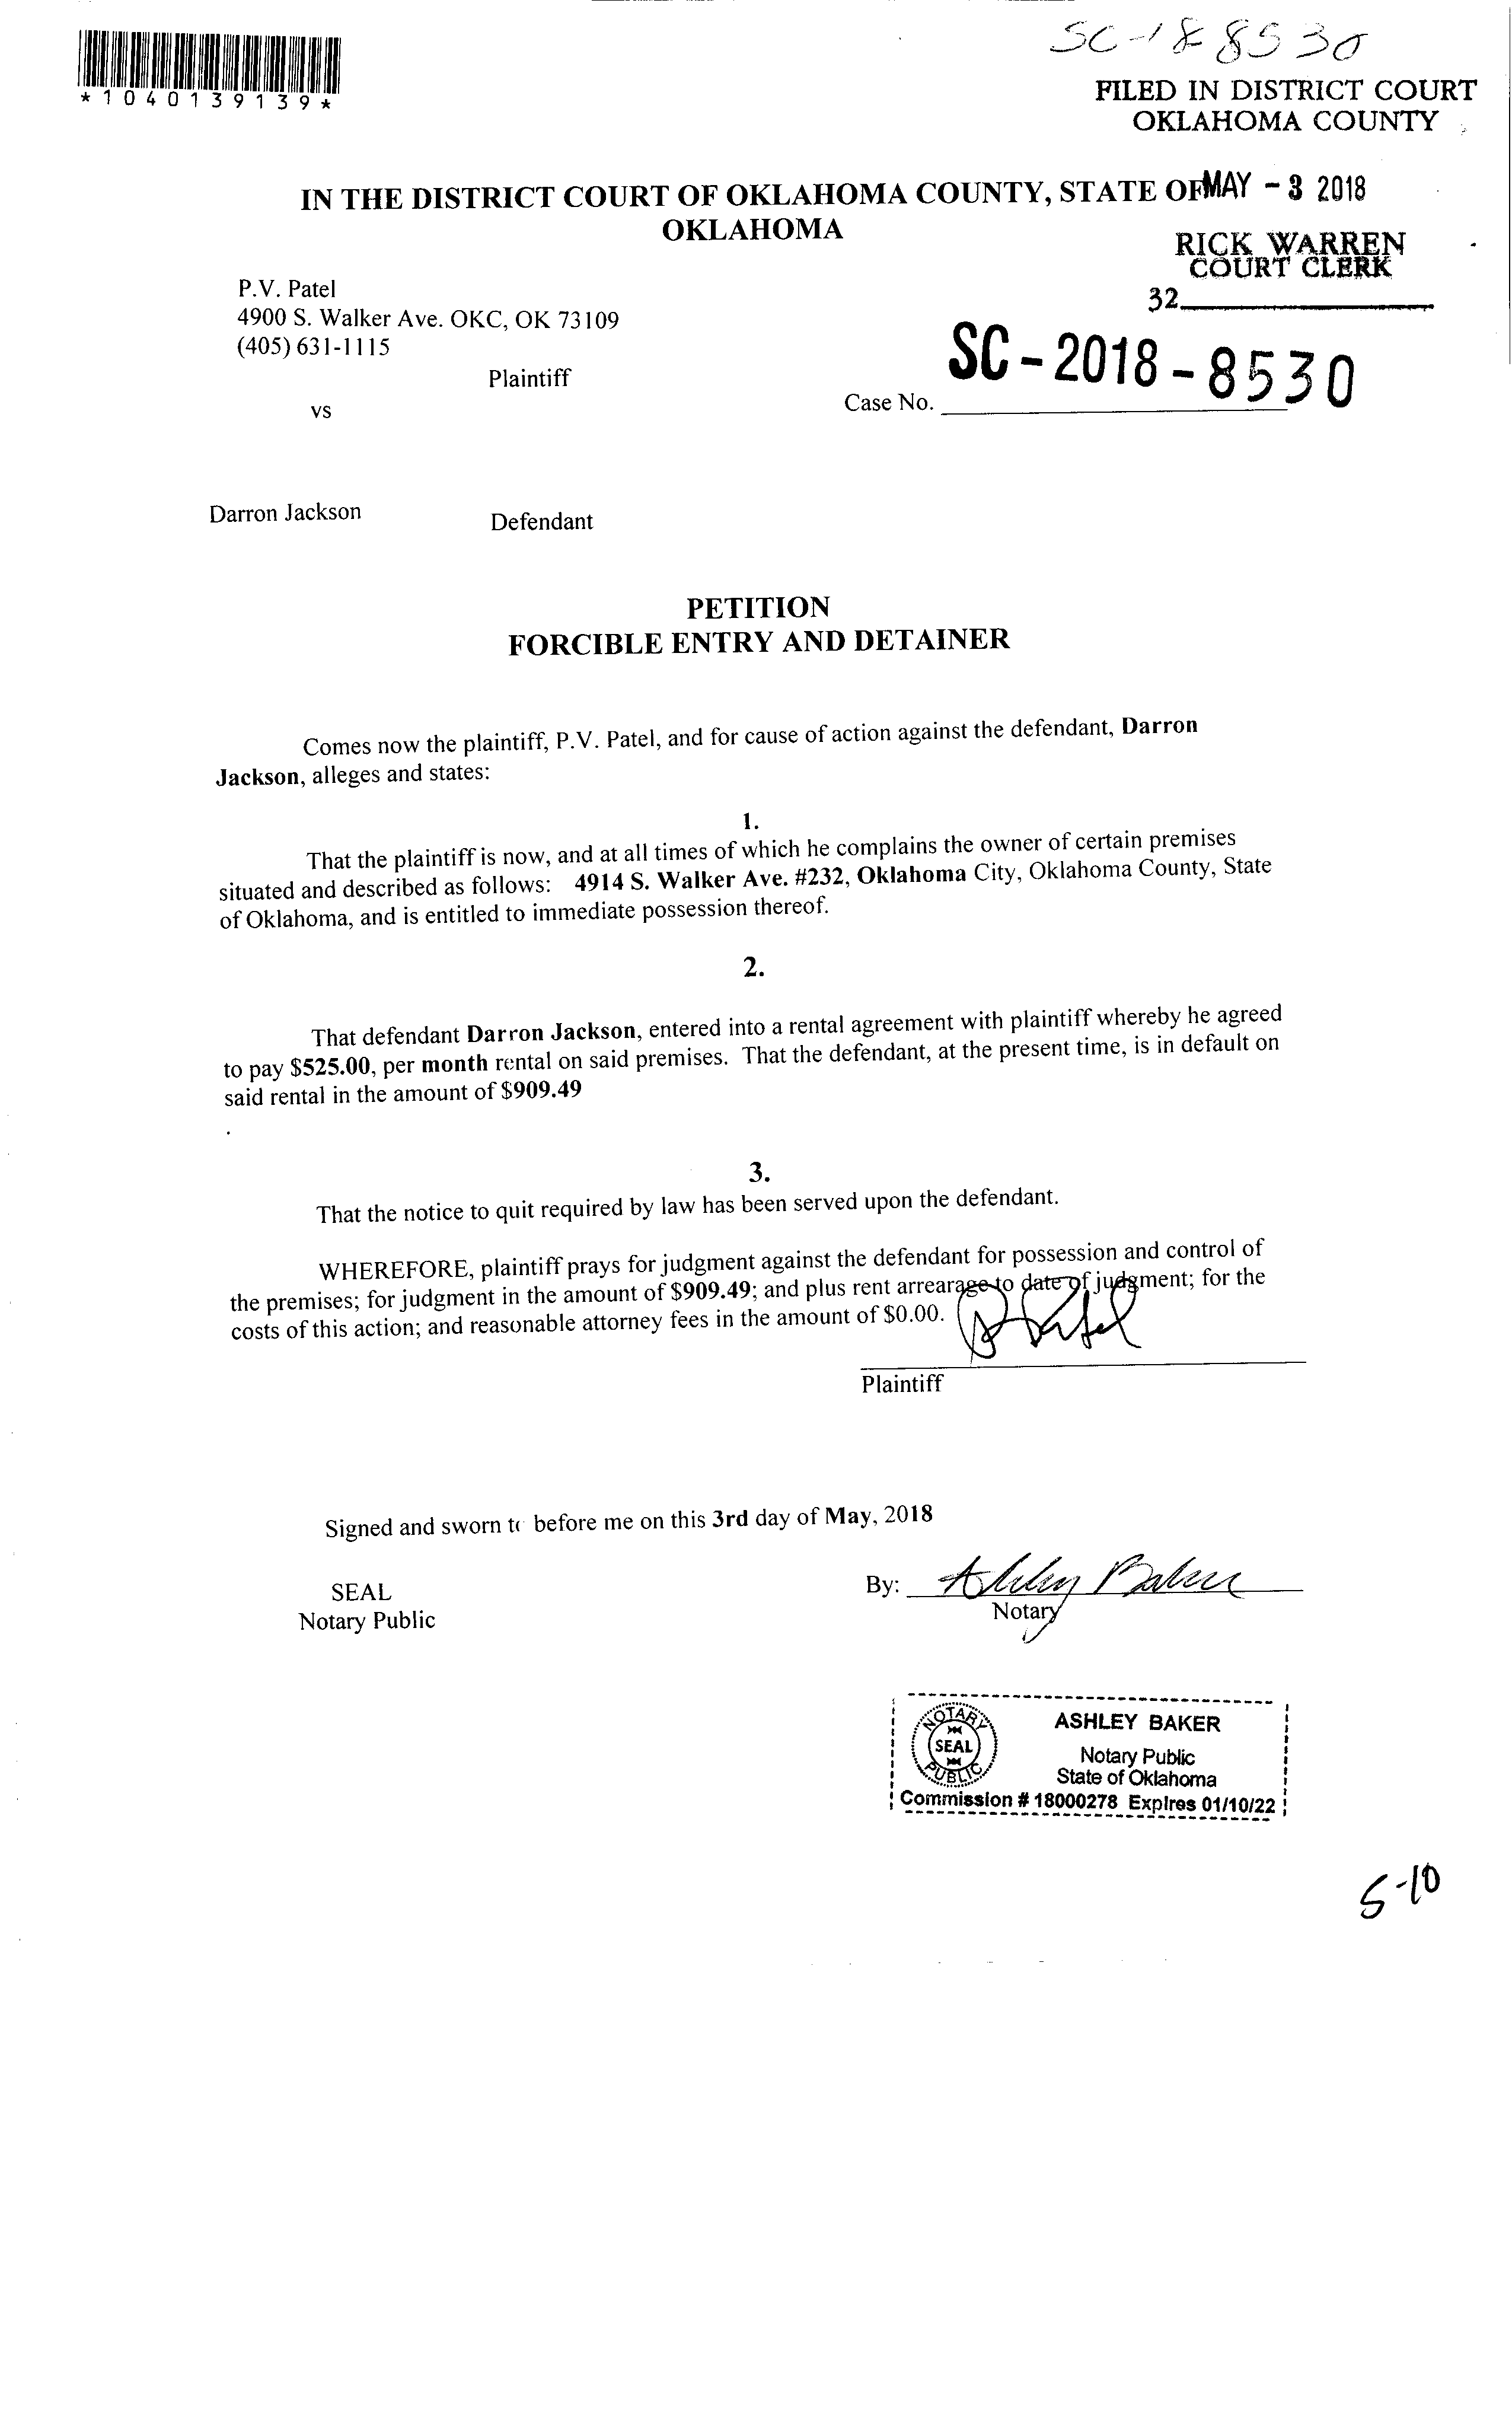 SC-18 8530
*1040139139*
FILED IN DISTRICT COURT
OKLAHOMA COUNTY
IN THE DISTRICT COURT OF OKLAHOMA COUNTY, STATE OF MAY - 3 2018
OKLAHOMA
RICK WARREN
COURT CLERK
32
P.V. Patel
4900 S. Walker Ave. OKC, OK 73109
(405) 631-1115
Plaintiff
SC - 2018 - 8530
Case No.
vs
Darron Jackson
Defendant
PETITION
FORCIBLE ENTRY AND DETAINER
Comes now the plaintiff, P.V. Patel, and for cause of action against the defendant, Darron
Jackson, alleges and states:
1.
That the plaintiff is now, and at all times of which he complains the owner of certain premises
situated and described as follows: 4914 S. Walker Ave. #232, Oklahoma City, Oklahoma County, State
of Oklahoma, and is entitled to immediate possession thereof.
2.
That defendant Darron Jackson, entered into a rental agreement with plaintiff whereby he agreed
to pay $525.00, per month rental on said premises. That the defendant, at the present time, is in default on
said rental in the amount of $909.49
.
3.
That the notice to quit required by law has been served upon the defendant.
WHEREFORE, plaintiff prays for judgment against the defendant for possession and control of
the premises; for judgment in the amount of $909.49; and plus rent arrearage to date of judgment; for the
costs of this action; and reasonable attorney fees in the amount of $0.00.
P Patel
Plaintiff
Signed and sworn to before me on this 3rd day of May, 2018
By: Ashley Baker
SEAL
Notary
Notary Public
NOTARY PUBLIC
SEAL
ASHLEY BAKER
Notary Public
State of Oklahoma
Commission # 18000278 Expires 01/10/22
5-10